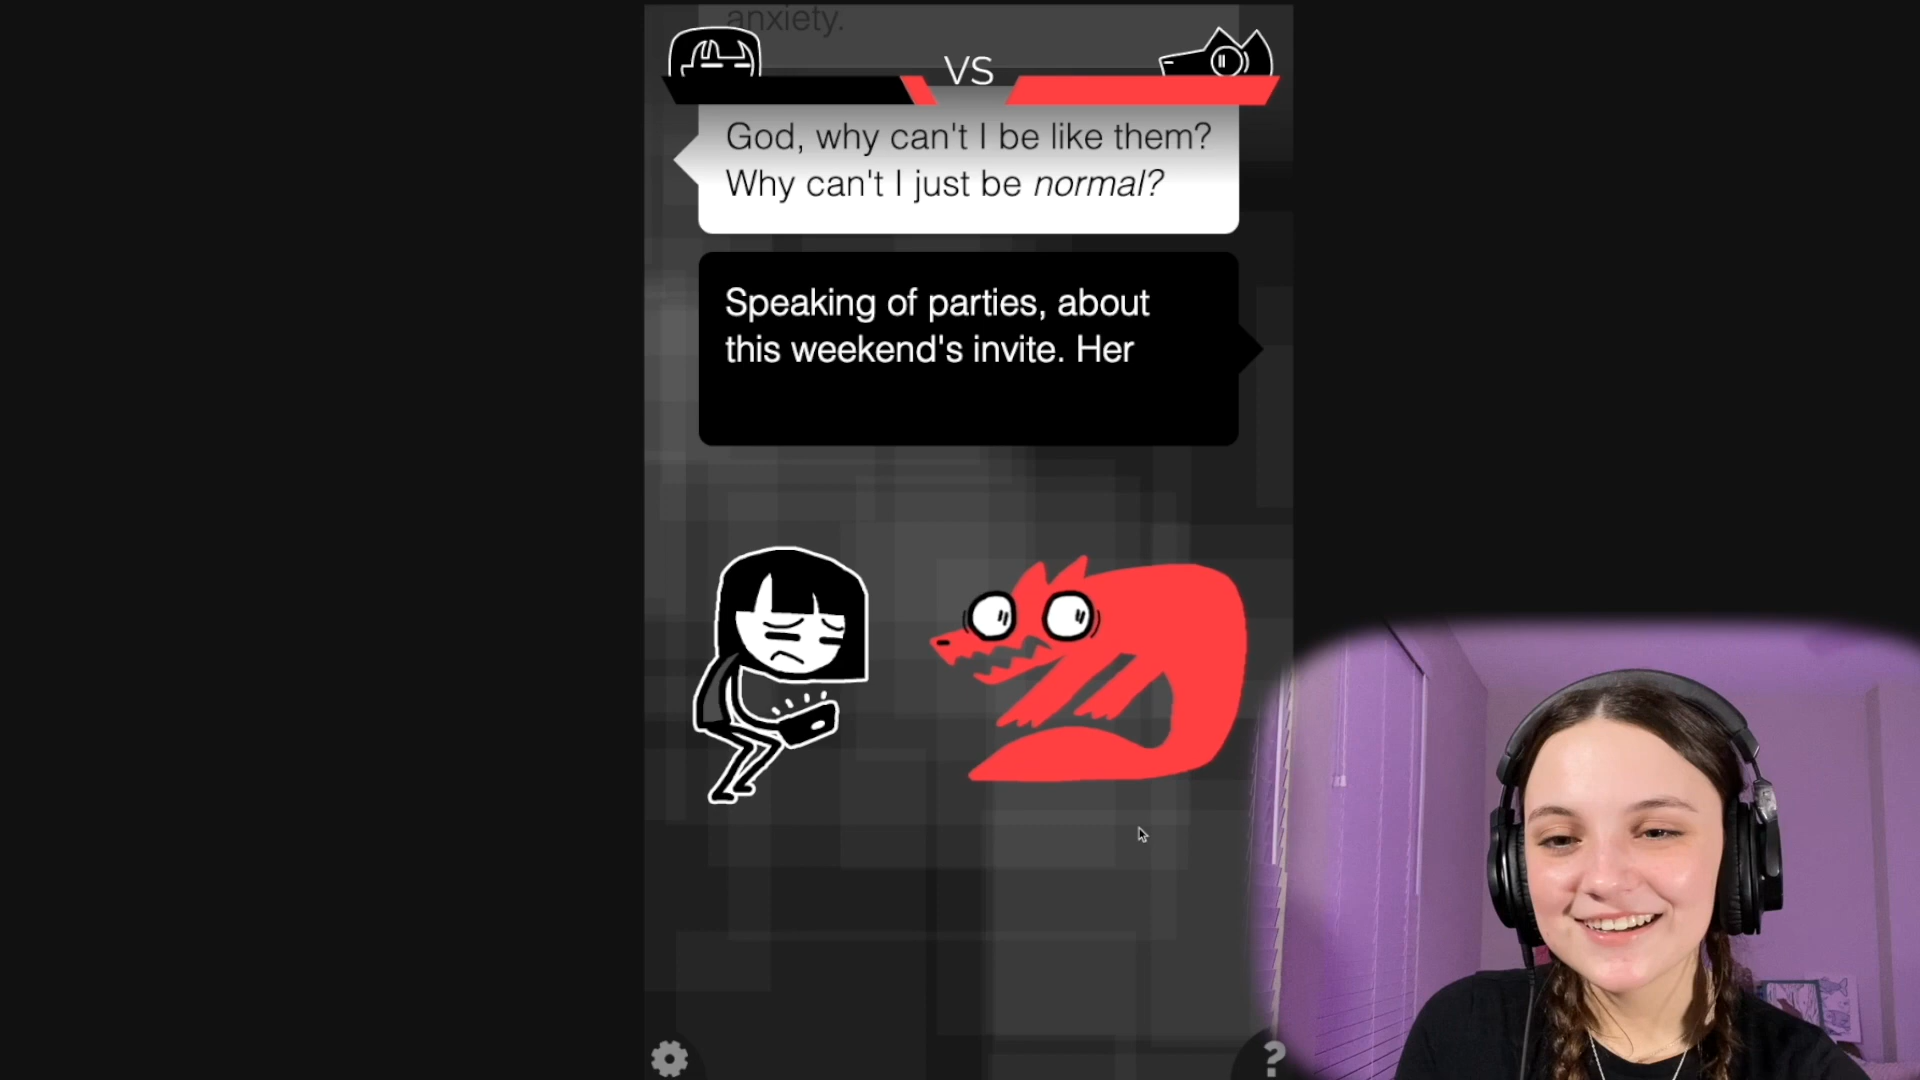 anxiety.
VS
God, why can't I be like them?
Why can't I just be normal?
Speaking of parties, about
this weekend's invite. Her
?